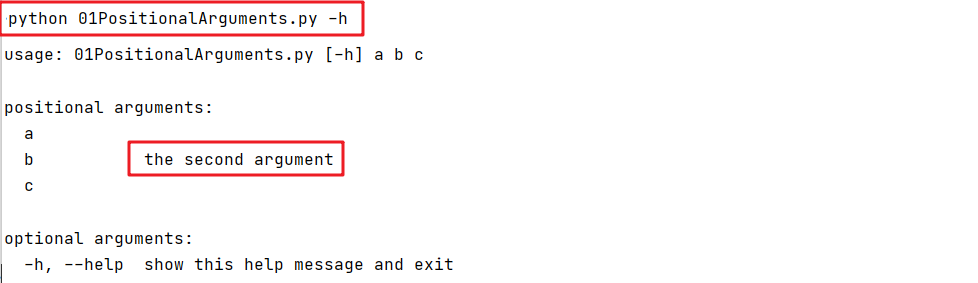 python 01PositionalArguments.py -h
usage: 01PositionalArguments.py [-h] a b c
positional arguments:
a
b the second argument
c
optional arguments:
-h, --help show this help message and exit